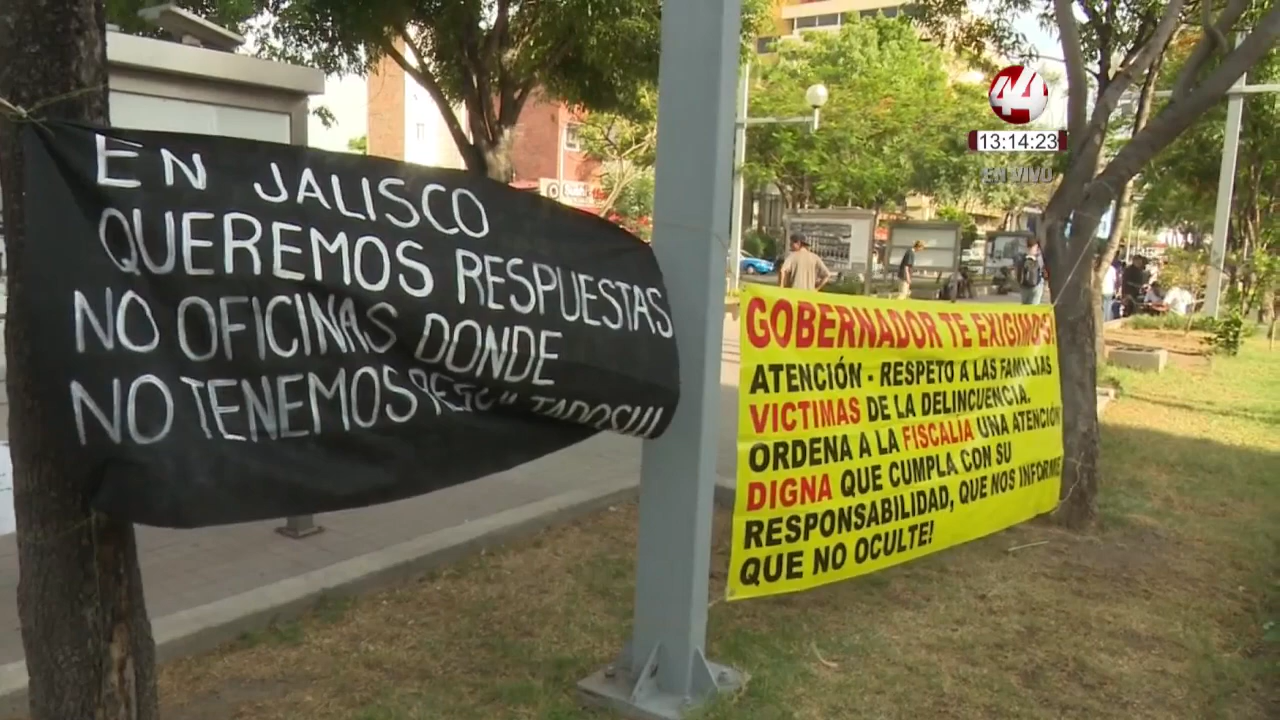 EN JALISCO
QUEREMOS RESPUESTAS
NO OFICINAS DONDE
NO TENEMOS
GOBERNADOR TE EXIGIMOS!
ATENCIÓN - RESPETO A LAS FAMILIAS
VICTIMAS DE LA DELINCUENCIA.
ORDENA A LA FISCALIA UNA ATENCIÓN
DIGNA QUE CUMPLA CON SU
RESPONSABILIDAD, QUE NOS INFORME
QUE NO OCULTE!
44
13:14:23
EN VIVO